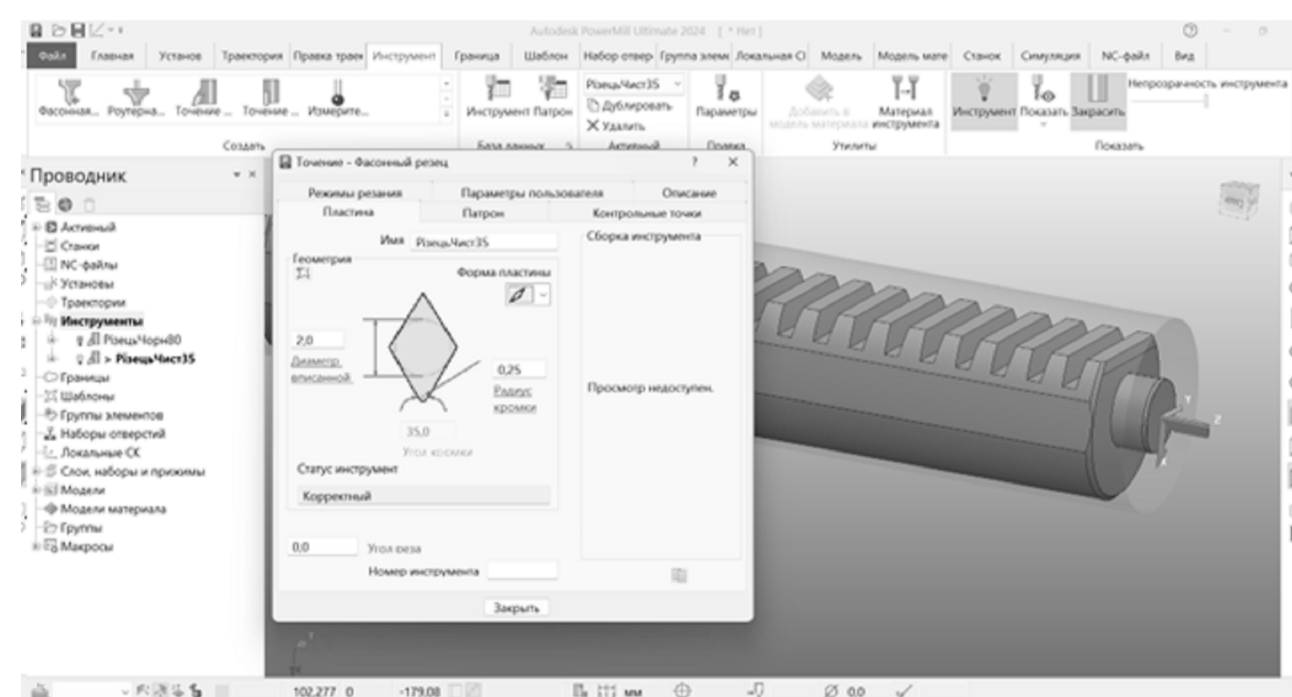 Autodesk PowerMill Ultimate 2024 [ * Нет ]
Файл Главная Установ Траектория Правка траек Инструмент Граница Шаблон Набор отвер Группа элем Локальная СІ Модель Модель мате Станок Симуляция NC-файл Вид
Фасонная... Роутерна... Точение ... Точение ... Измерите...
Инструмент Патрон
РізецьЧист35
Дублировать
Удалить
Параметры
Добавить в модель материала
Материал инструмента
Инструмент Показать Закрасить
Непрозрачность инструмента
Создать База данных Активный Правка Утилиты Показать
Проводник
Активный
Станки
NC-файлы
Установы
Траектории
Инструменты
РізецьЧорн80
> РізецьЧист35
Границы
Шаблоны
Группы элементов
Наборы отверстий
Локальные СК
Слои, наборы и прижимы
Модели
Модели материала
Группы
Макросы
Точение - Фасонный резец ? ×
Режимы резания Параметры пользователя Описание
Пластина Патрон Контрольные точки
Имя РізецьЧист35
Геометрия
Форма пластины
2,0
Диаметр вписанной
0,25
Радиус кромки
35,0
Угол кромки
Статус инструмент
Корректный
0,0 Угол реза
Номер инструмента
Сборка инструмента
Просмотр недоступен.
Закрыть
Y
Z
X
102.277 0 -179.08 мм 0.0